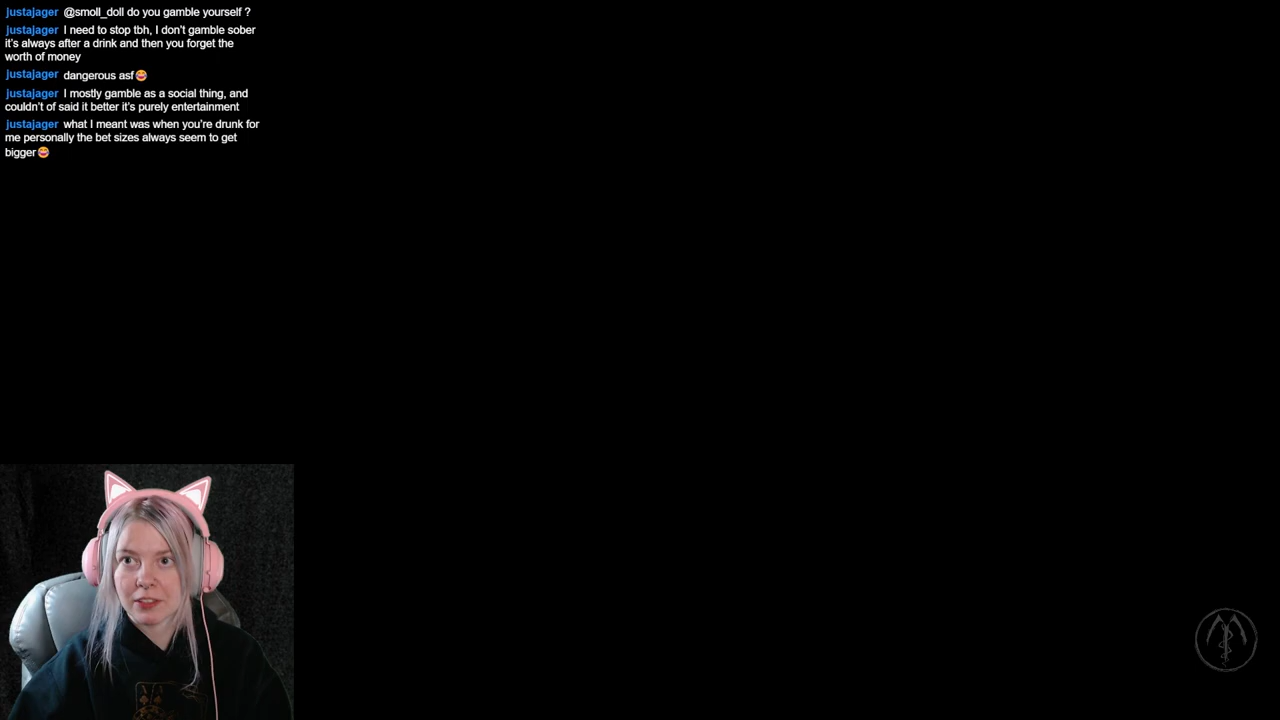 justajager @smoll_doll do you gamble yourself ?
justajager I need to stop tbh, I don't gamble sober
it's always after a drink and then you forget the
worth of money
justajager dangerous asf😂
justajager I mostly gamble as a social thing, and
couldn't of said it better it's purely entertainment
justajager what I meant was when you're drunk for
me personally the bet sizes always seem to get
bigger😂